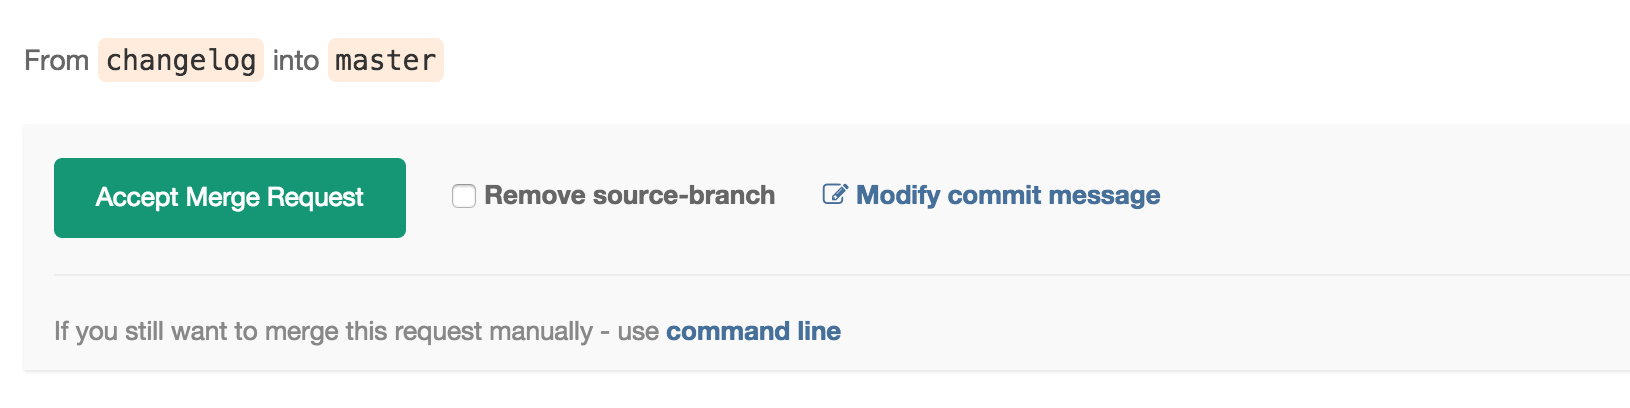 From changelog into master
Accept Merge Request Remove source-branch Modify commit message
If you still want to merge this request manually - use command line